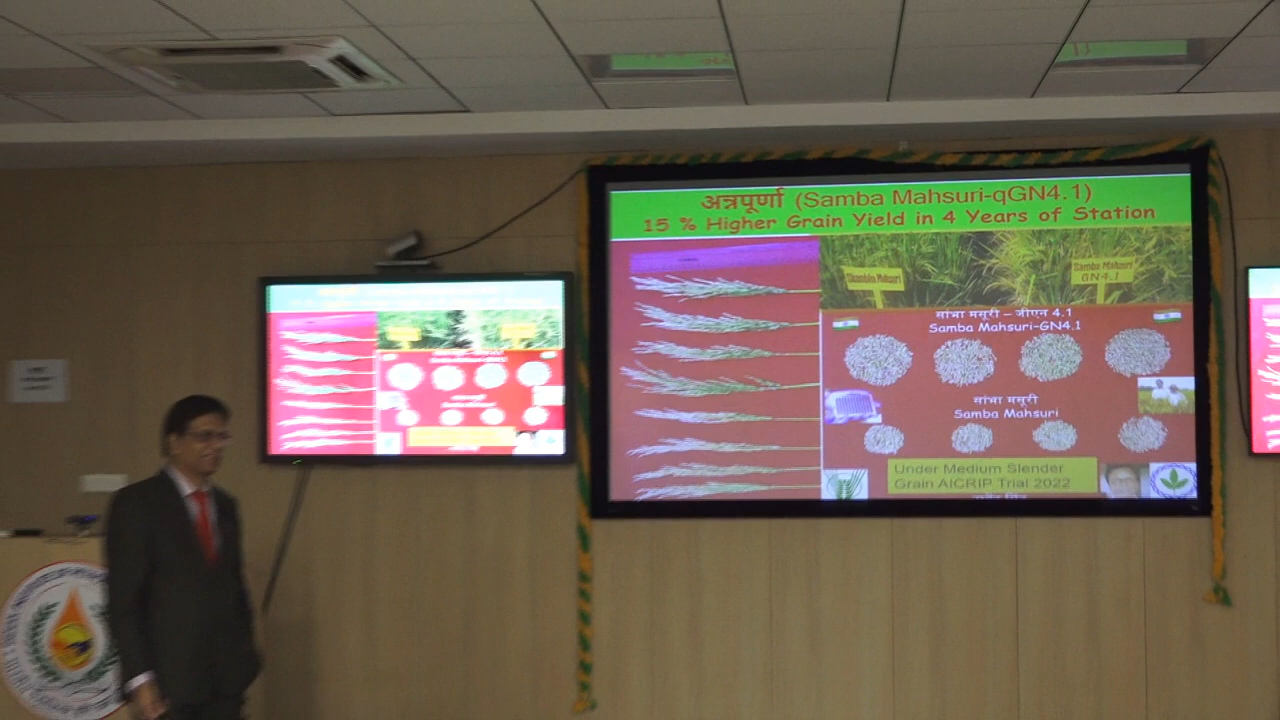 अन्नपूर्णा (Samba Mahsuri-qGN4.1)
15 % Higher Grain Yield in 4 Years of Station
Samba Mahsuri
Samba Mahsuri
GN4.1
सांभा मसूरी – जीएन 4.1
Samba Mahsuri-GN4.1
सांभा मसूरी
Samba Mahsuri
Under Medium Slender
Grain AICRIP Trial 2022